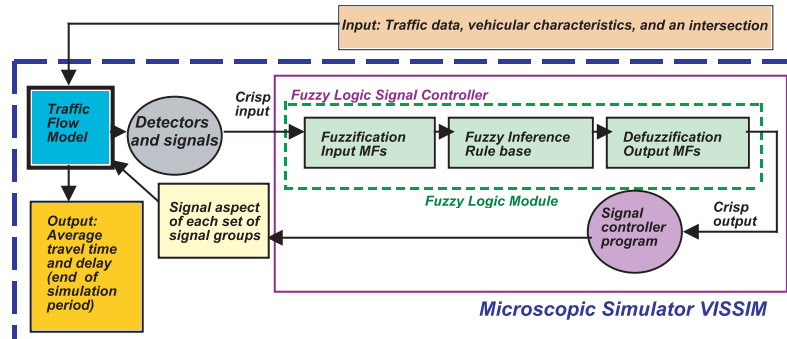 Input: Traffic data, vehicular characteristics, and an intersection
Traffic
Flow
Model
Detectors
and signals
Crisp
input
Fuzzy Logic Signal Controller
Fuzzification
Input MFs
Fuzzy Inference
Rule base
Defuzzification
Output MFs
Fuzzy Logic Module
Crisp
output
Signal
controller
program
Signal aspect
of each set of
signal groups
Output:
Average
travel time
and delay
(end of
simulation
period)
Microscopic Simulator VISSIM